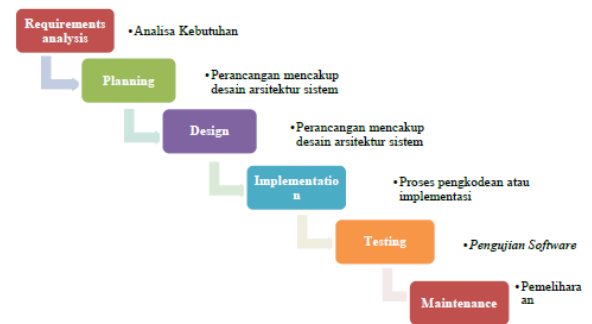 Requirements
analysis
•Analisa Kebutuhan
Planning
•Perancangan mencakup
desain arsitektur sistem
Design
•Perancangan mencakup
desain arsitektur sistem
Implementatio
n
•Proses pengkodean atau
implementasi
Testing
•Pengujian Software
Maintenance
•Pemelihara
an